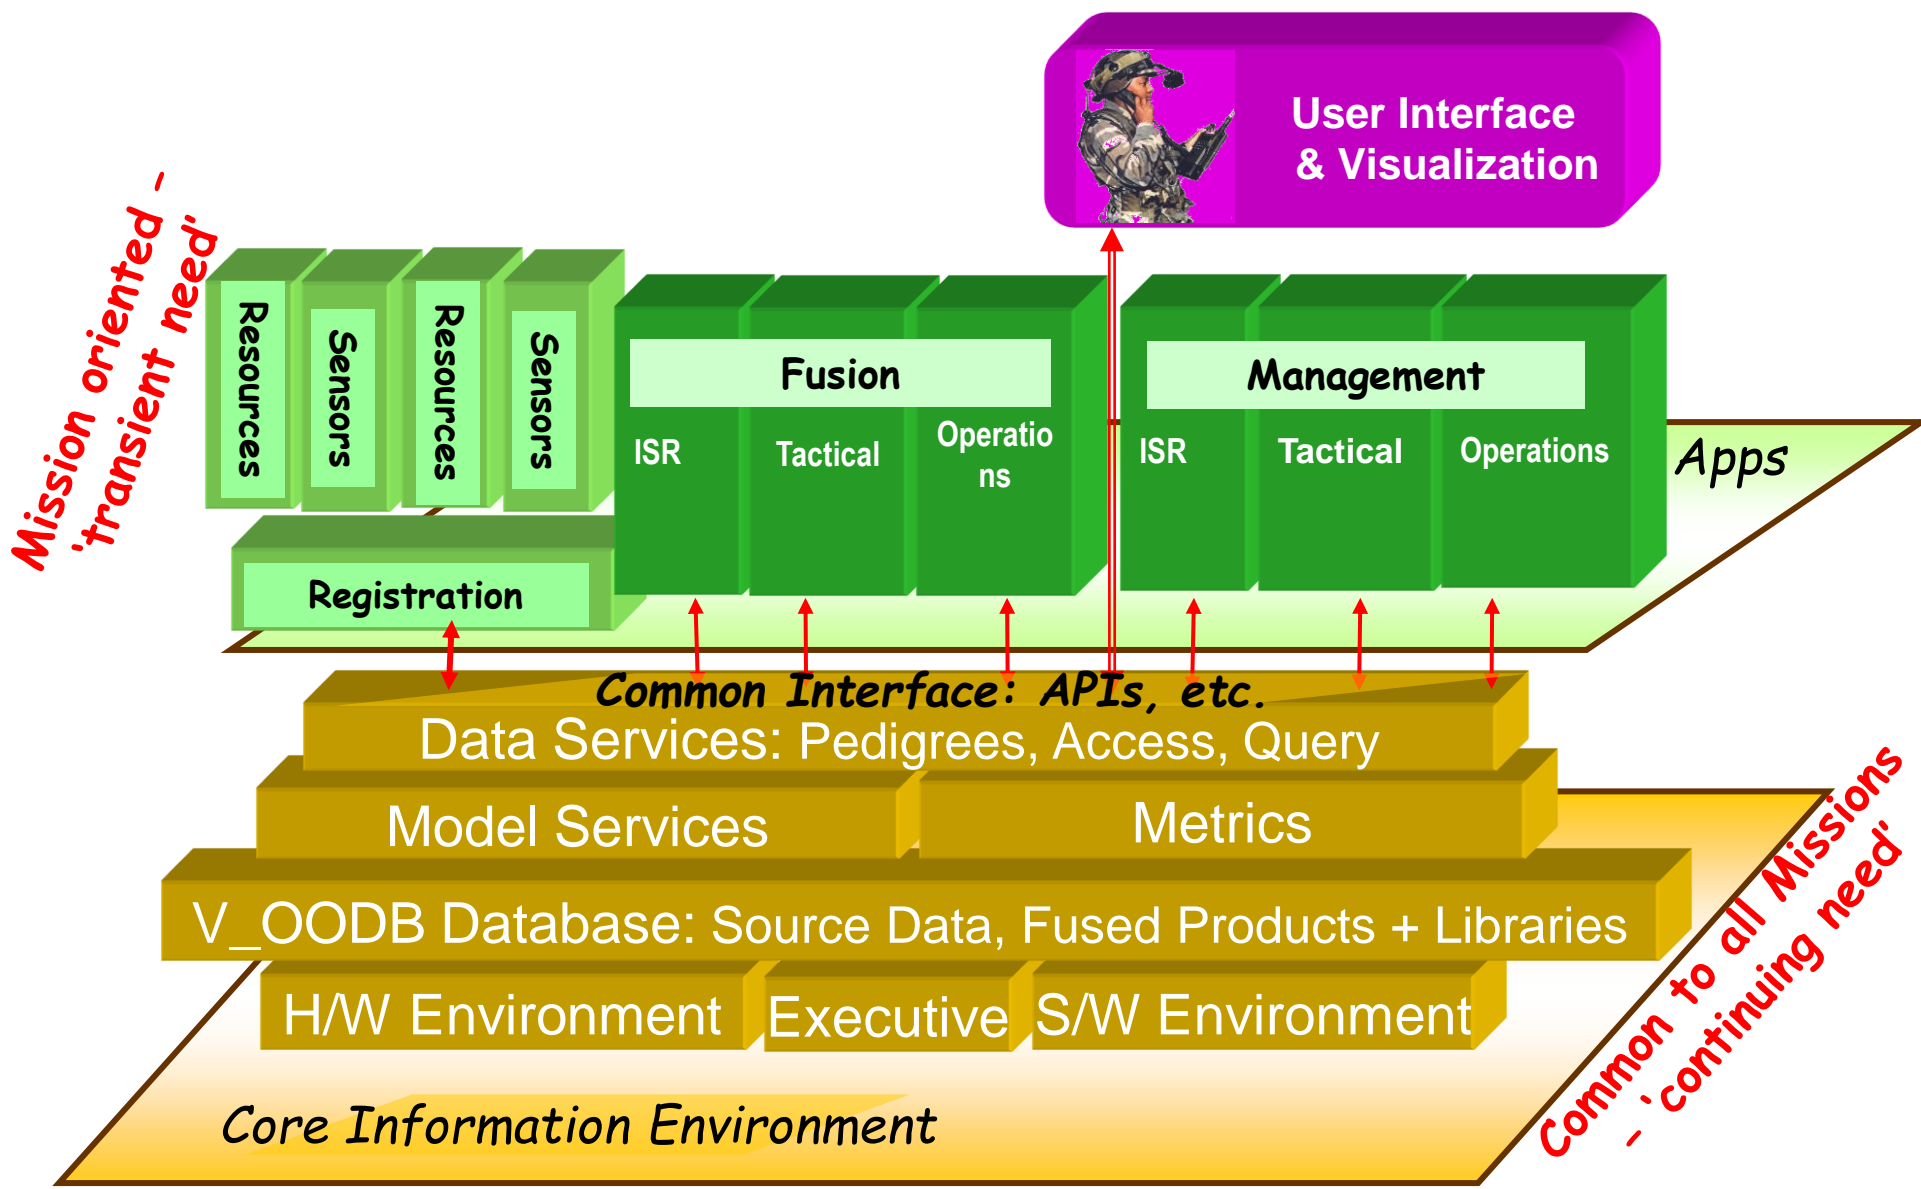 User Interface
& Visualization
Mission oriented -
'transient need'
Resources
Sensors
Resources
Sensors
Fusion
Management
ISR
Tactical
Operatio
ns
ISR
Tactical
Operations
Apps
Registration
Common Interface: APIs, etc.
Data Services: Pedigrees, Access, Query
Model Services
Metrics
V_OODB Database: Source Data, Fused Products + Libraries
H/W Environment
Executive
S/W Environment
Core Information Environment
Common to all Missions
- 'continuing need'